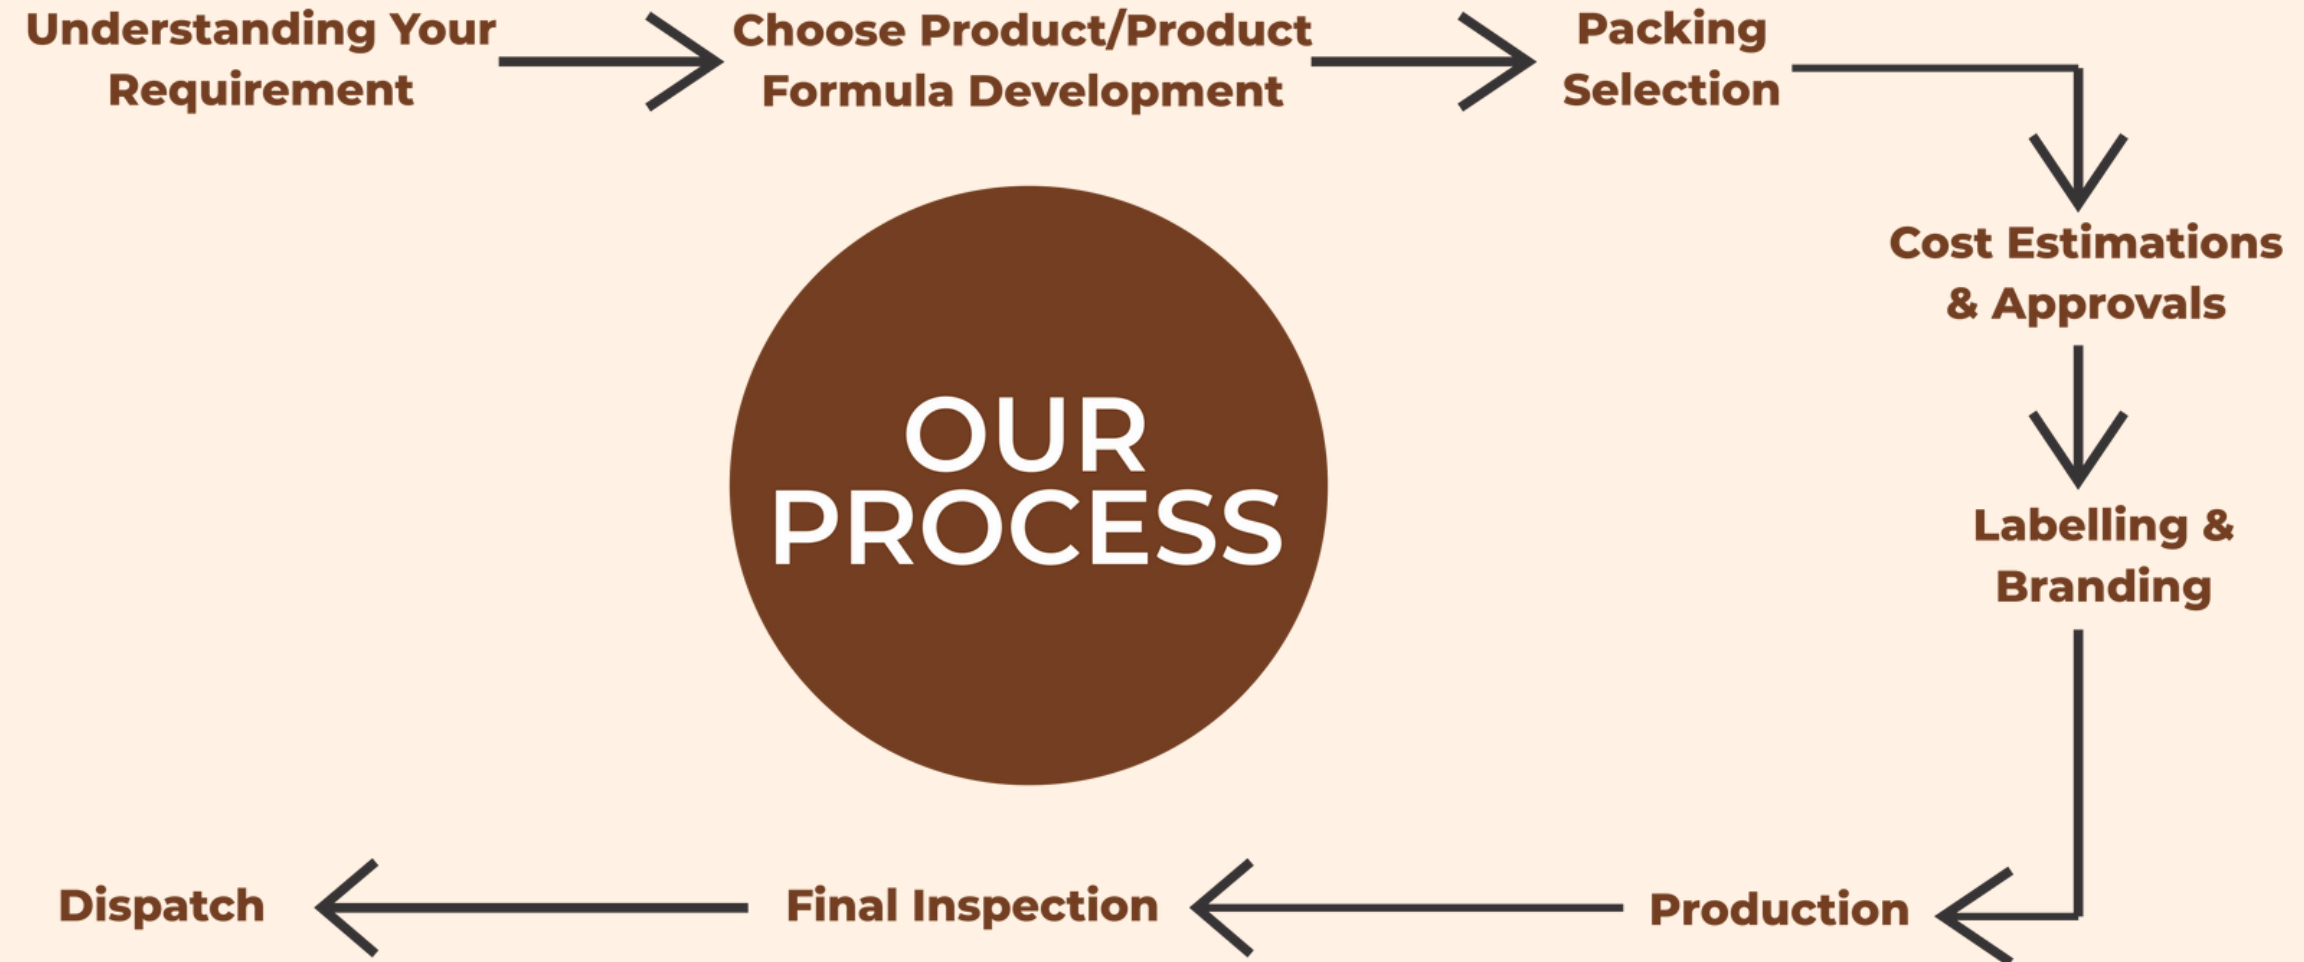 Understanding Your
Requirement
Choose Product/Product
Formula Development
Packing
Selection
Cost Estimations
& Approvals
Labelling &
Branding
OUR
PROCESS
Production
Final Inspection
Dispatch